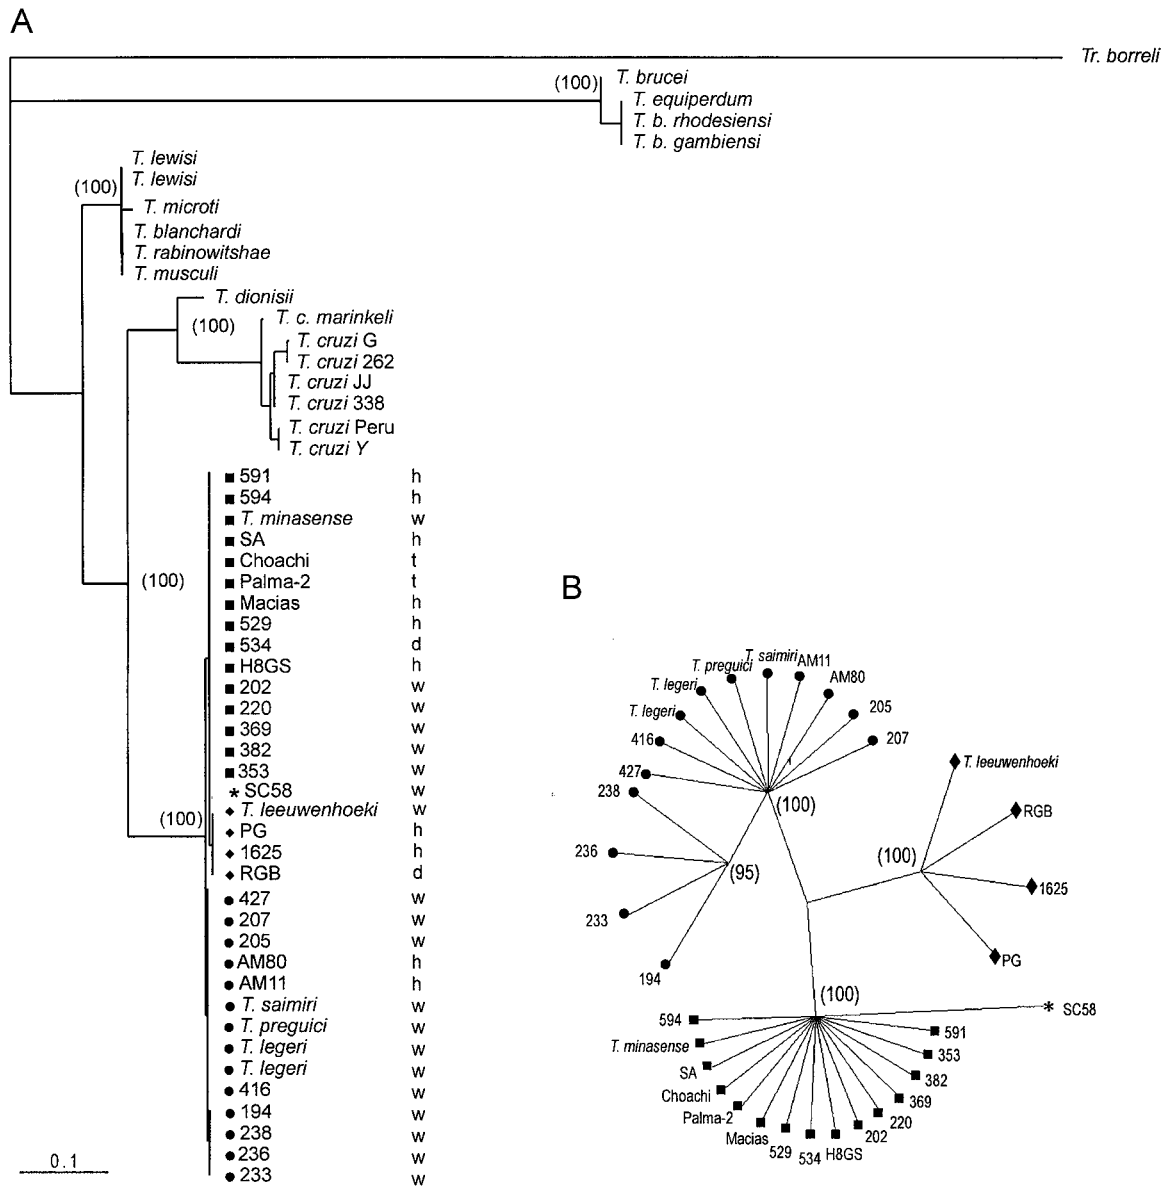 A
Tr. borreli
(100)
T. brucei
T. equiperdum
T. b. rhodesiensi
T. b. gambiensi
T. lewisi
(100)
T. lewisi
T. microti
T. blanchardi
T. rabinowitshae
T. musculi
T. dionisii
(100)
T. c. marinkeli
T. cruzi G
T. cruzi 262
T. cruzi JJ
T. cruzi 338
T. cruzi Peru
T. cruzi Y
591 h
594 h
T. minasense w
SA h
Choachi t
(100)
Palma-2 t
Macias h
529 h
534 d
H8GS h
202 w
220 w
369 w
382 w
353 w
* SC58 w
T. leeuwenhoeki w
(100)
PG h
1625 h
RGB d
427 w
207 w
205 w
AM80 h
AM11 h
T. saimiri w
T. preguici w
T. legeri w
T. legeri w
416 w
194 w
238 w
236 w
233 w
0.1
B
T. saimiri
AM11
T. preguici
AM80
T. legeri
205
T. legeri
207
416
427
238
(100)
236
(95)
233
194
T. leeuwenhoeki
RGB
(100)
1625
PG
(100)
* SC58
594
591
T. minasense
353
SA
382
Choachi
369
Palma-2
220
Macias
202
529
534
H8GS